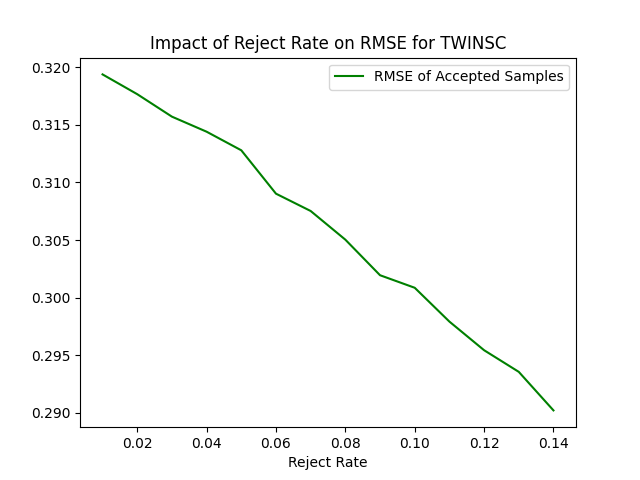 Impact of Reject Rate on RMSE for TWINSC
RMSE of Accepted Samples
0.320
0.315
0.310
0.305
0.300
0.295
0.290
0.02 0.04 0.06 0.08 0.10 0.12 0.14
Reject Rate